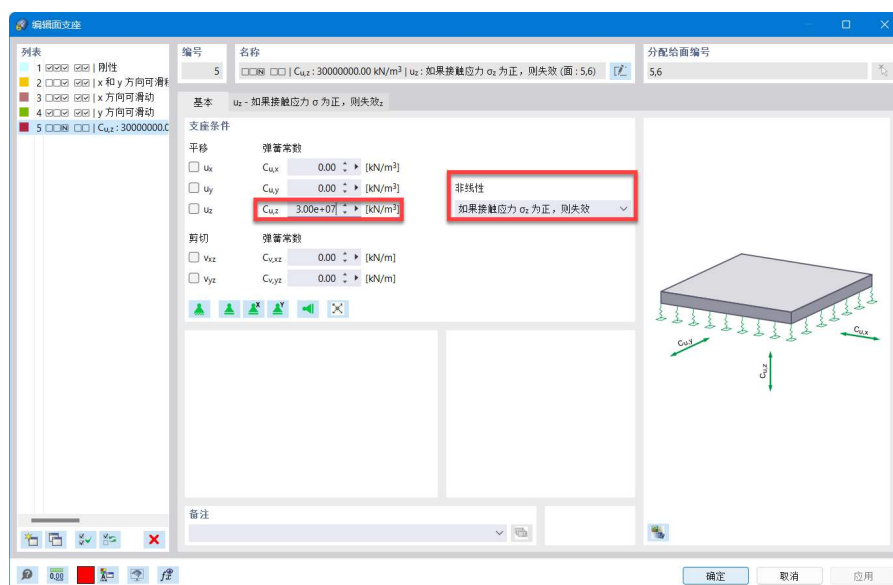 编辑面支座
列表
1 | 刚性
2 | x 和 y 方向可滑
3 | x 方向可滑动
4 | y 方向可滑动
5 N | Cu,z : 30000000.0
编号
5
名称
N | Cu,z : 30000000.00 kN/m³ | uz : 如果接触应力 σz 为正，则失效 (面 : 5,6)
分配给面编号
5,6
基本
uz - 如果接触应力 σ 为正，则失效z
支座条件
平移 弹簧常数
ux Cu,x 0.00 [kN/m³]
uy Cu,y 0.00 [kN/m³]
uz Cu,z 3.00e+07 [kN/m³]
非线性
如果接触应力 σz 为正，则失效
剪切 弹簧常数
vxz Cv,xz 0.00 [kN/m]
vyz Cv,yz 0.00 [kN/m]
X Y
Cu,y
Cu,x
Cu,z
备注
0,00
确定 取消 应用